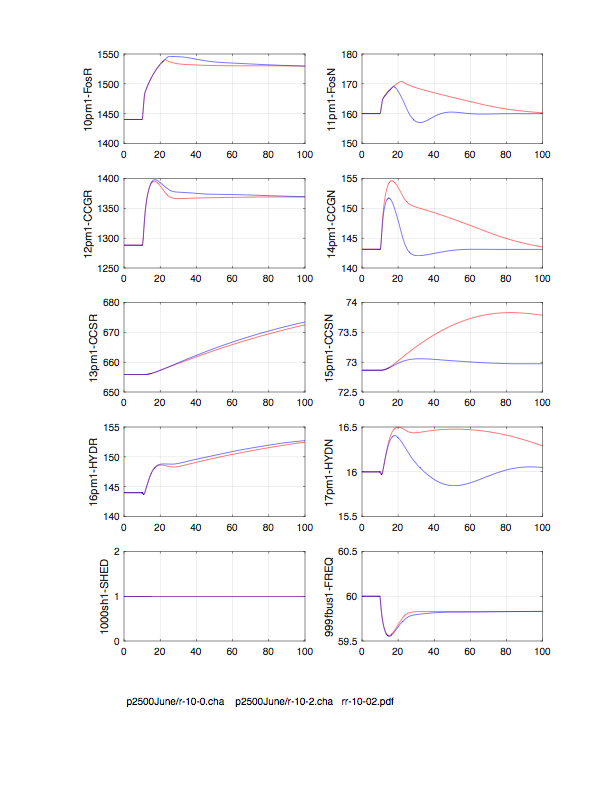 10pm1-FosR
1550
1500
1450
1400
0 20 40 60 80 100
11pm1-FosN
180
170
160
150
0 20 40 60 80 100
12pm1-CCGR
1400
1350
1300
1250
0 20 40 60 80 100
14pm1-CCGN
155
150
145
140
0 20 40 60 80 100
13pm1-CCSR
680
670
660
650
0 20 40 60 80 100
15pm1-CCSN
74
73.5
73
72.5
0 20 40 60 80 100
16pm1-HYDR
155
150
145
140
0 20 40 60 80 100
17pm1-HYDN
16.5
16
15.5
0 20 40 60 80 100
1000sh1-SHED
2
1
0
0 20 40 60 80 100
999fbus1-FREQ
60.5
60
59.5
0 20 40 60 80 100
p2500June/r-10-0.cha p2500June/r-10-2.cha rr-10-02.pdf